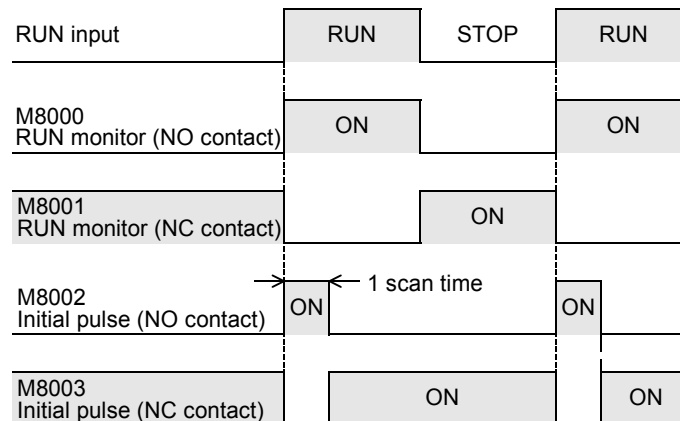 RUN input
RUN
STOP
RUN
M8000
RUN monitor (NO contact)
ON
ON
M8001
RUN monitor (NC contact)
ON
M8002
Initial pulse (NO contact)
ON
1 scan time
ON
M8003
Initial pulse (NC contact)
ON
ON